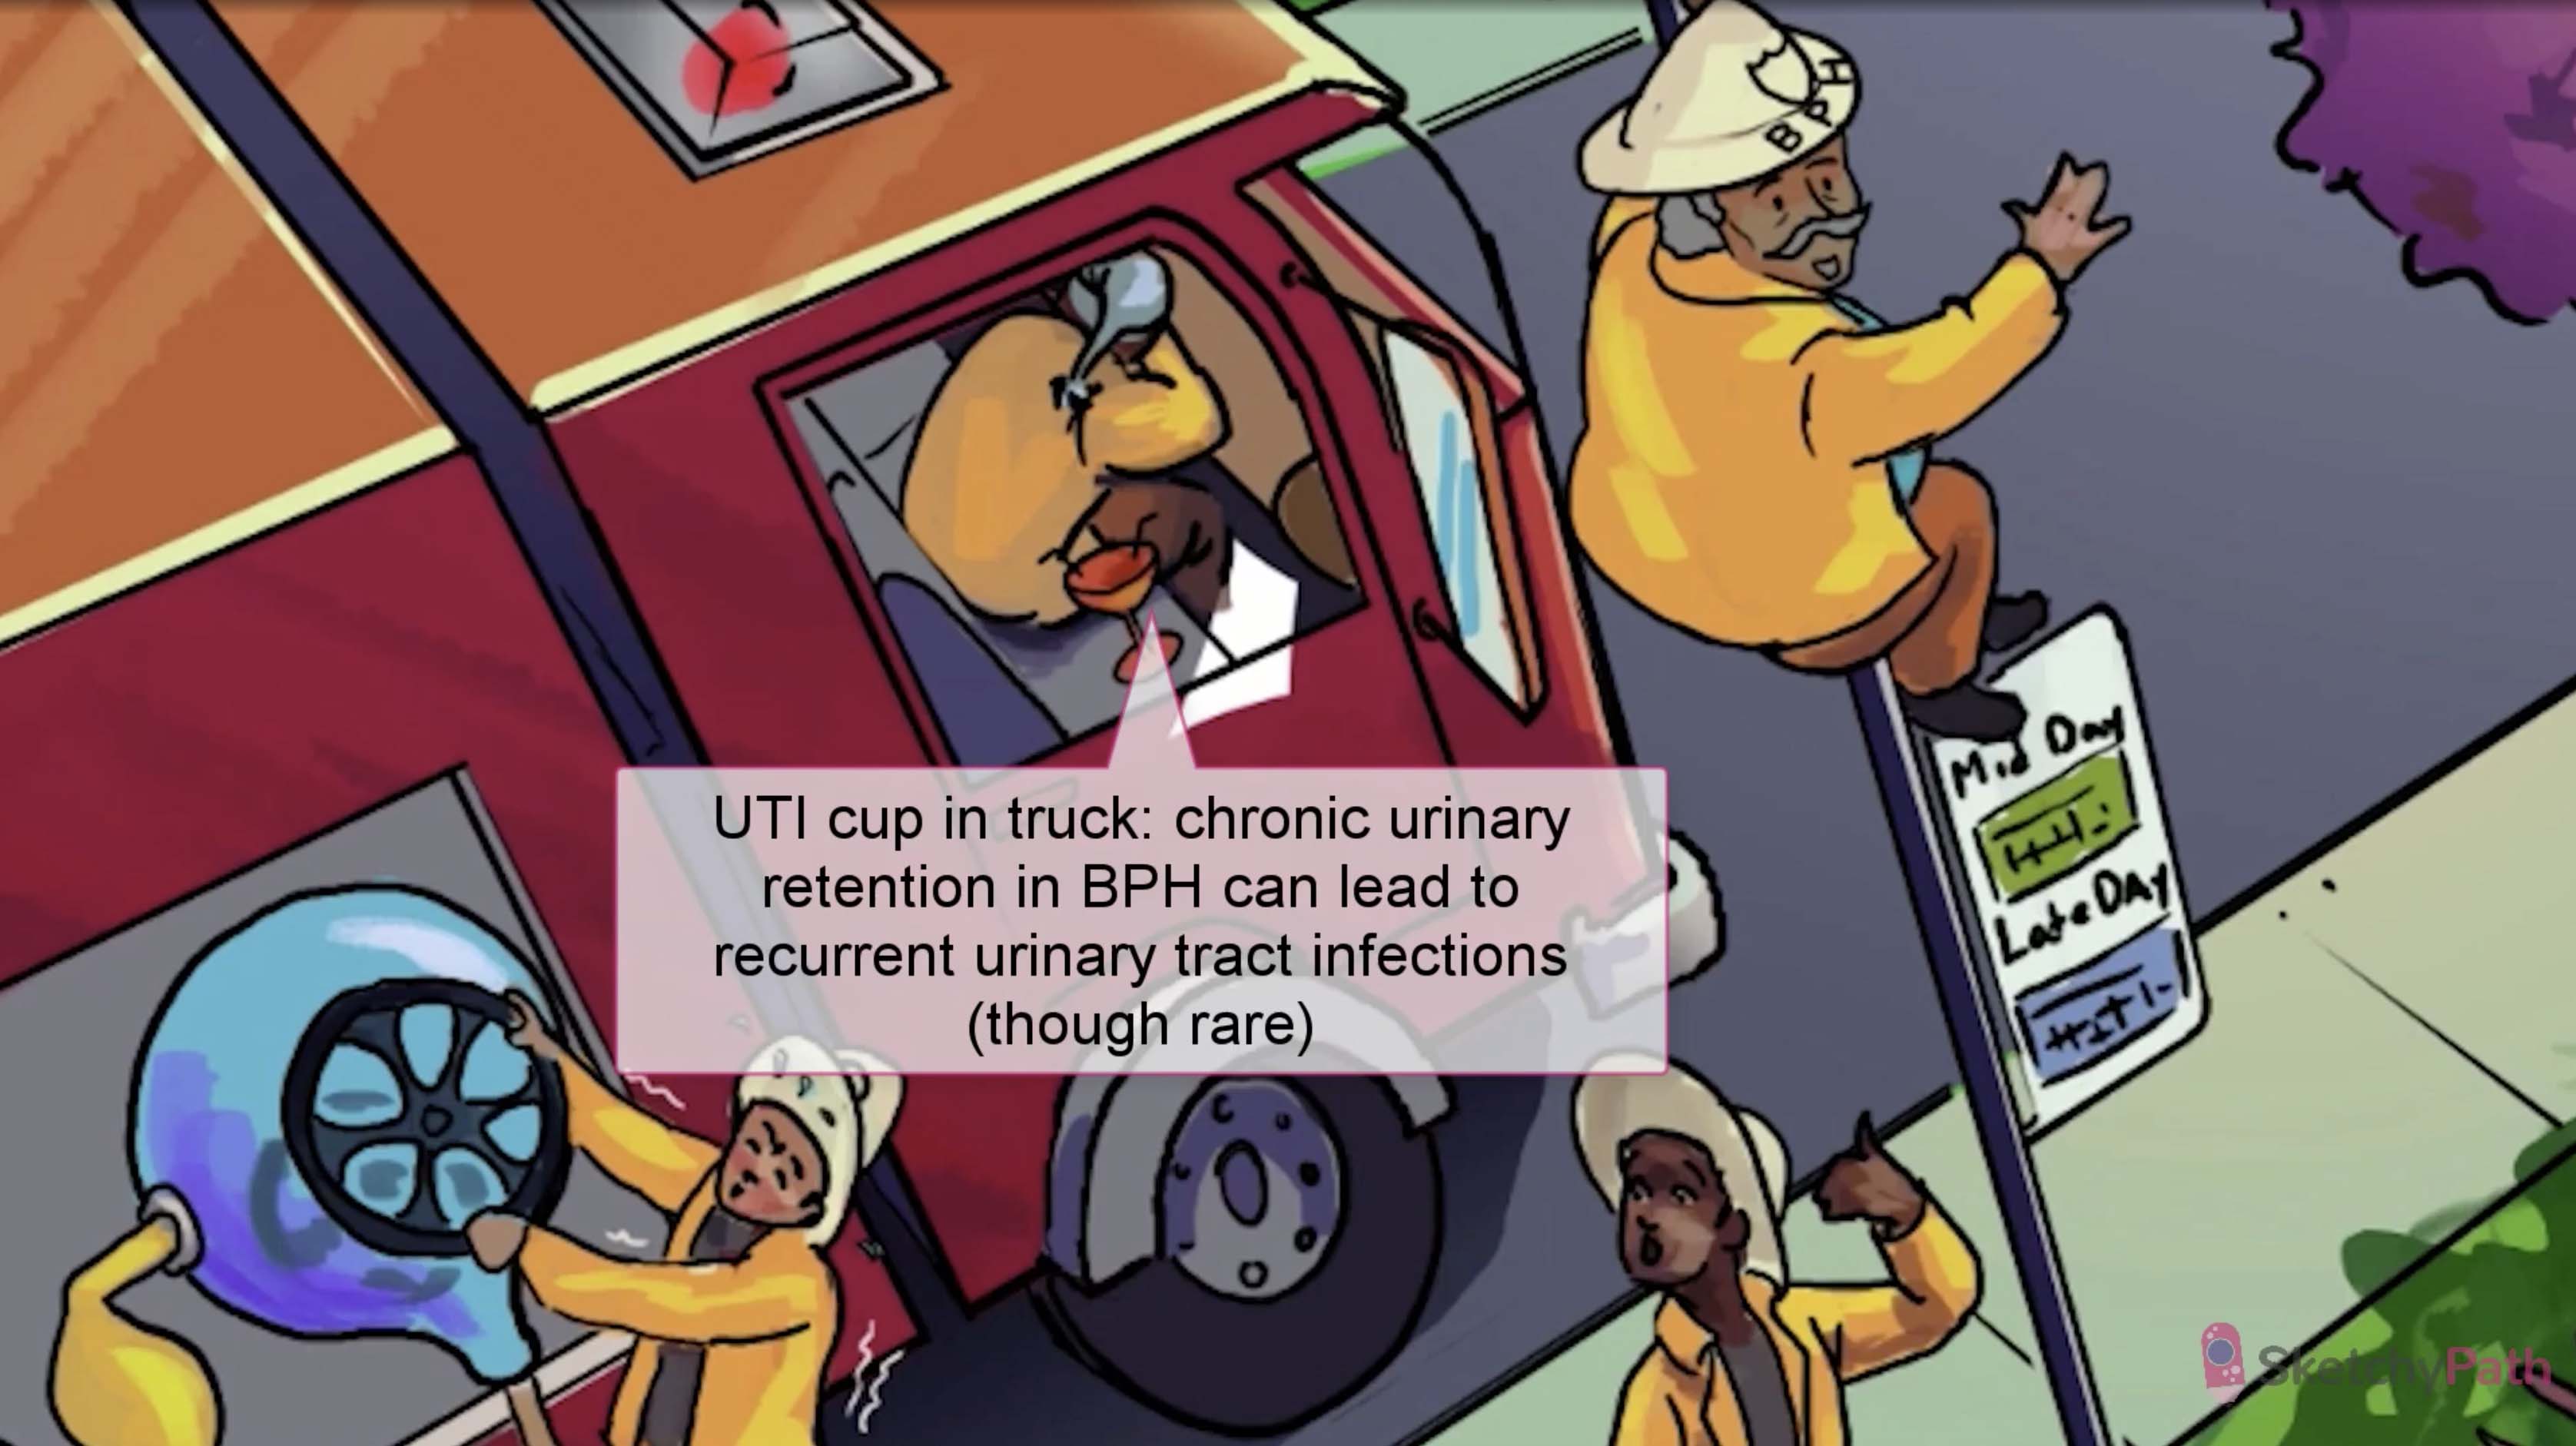 BPH
UTI cup in truck: chronic urinary
retention in BPH can lead to
recurrent urinary tract infections
(though rare)
Mid Day
Late DAY
SketchyPath